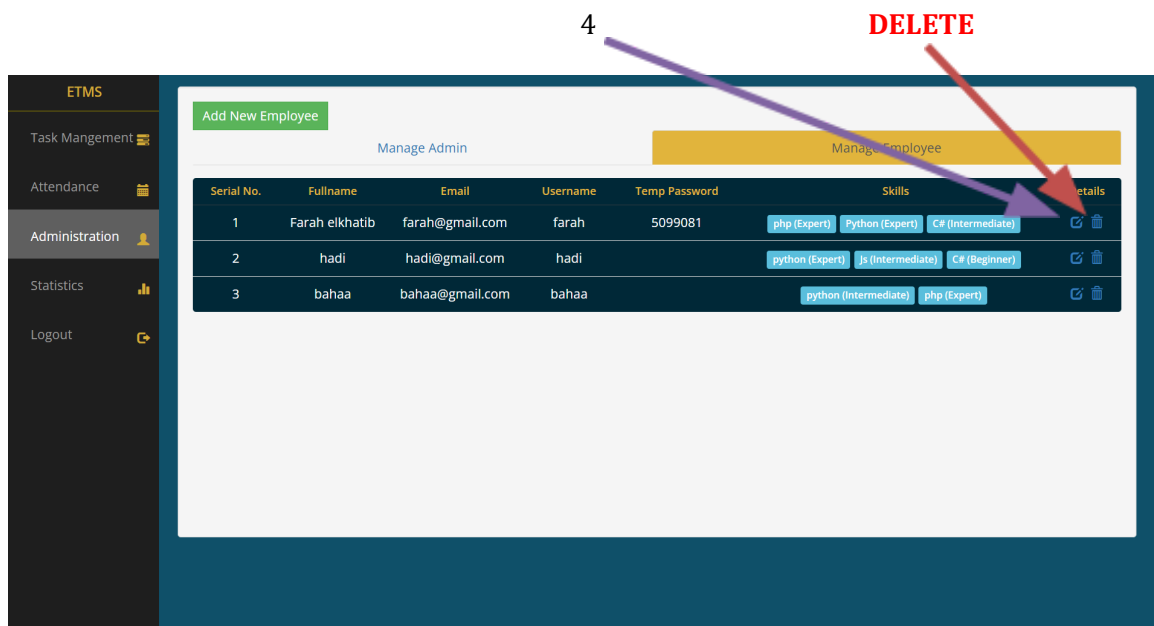 4 DELETE
ETMS
Add New Employee
Task Mangement
Manage Admin Manage Employee
Attendance
Serial No. Fullname Email Username Temp Password Skills etails
1 Farah elkhatib farah@gmail.com farah 5099081 php (Expert) Python (Expert) C# (Intermediate)
Administration
2 hadi hadi@gmail.com hadi python (Expert) Js (Intermediate) C# (Beginner)
Statistics
3 bahaa bahaa@gmail.com bahaa python (Intermediate) php (Expert)
Logout